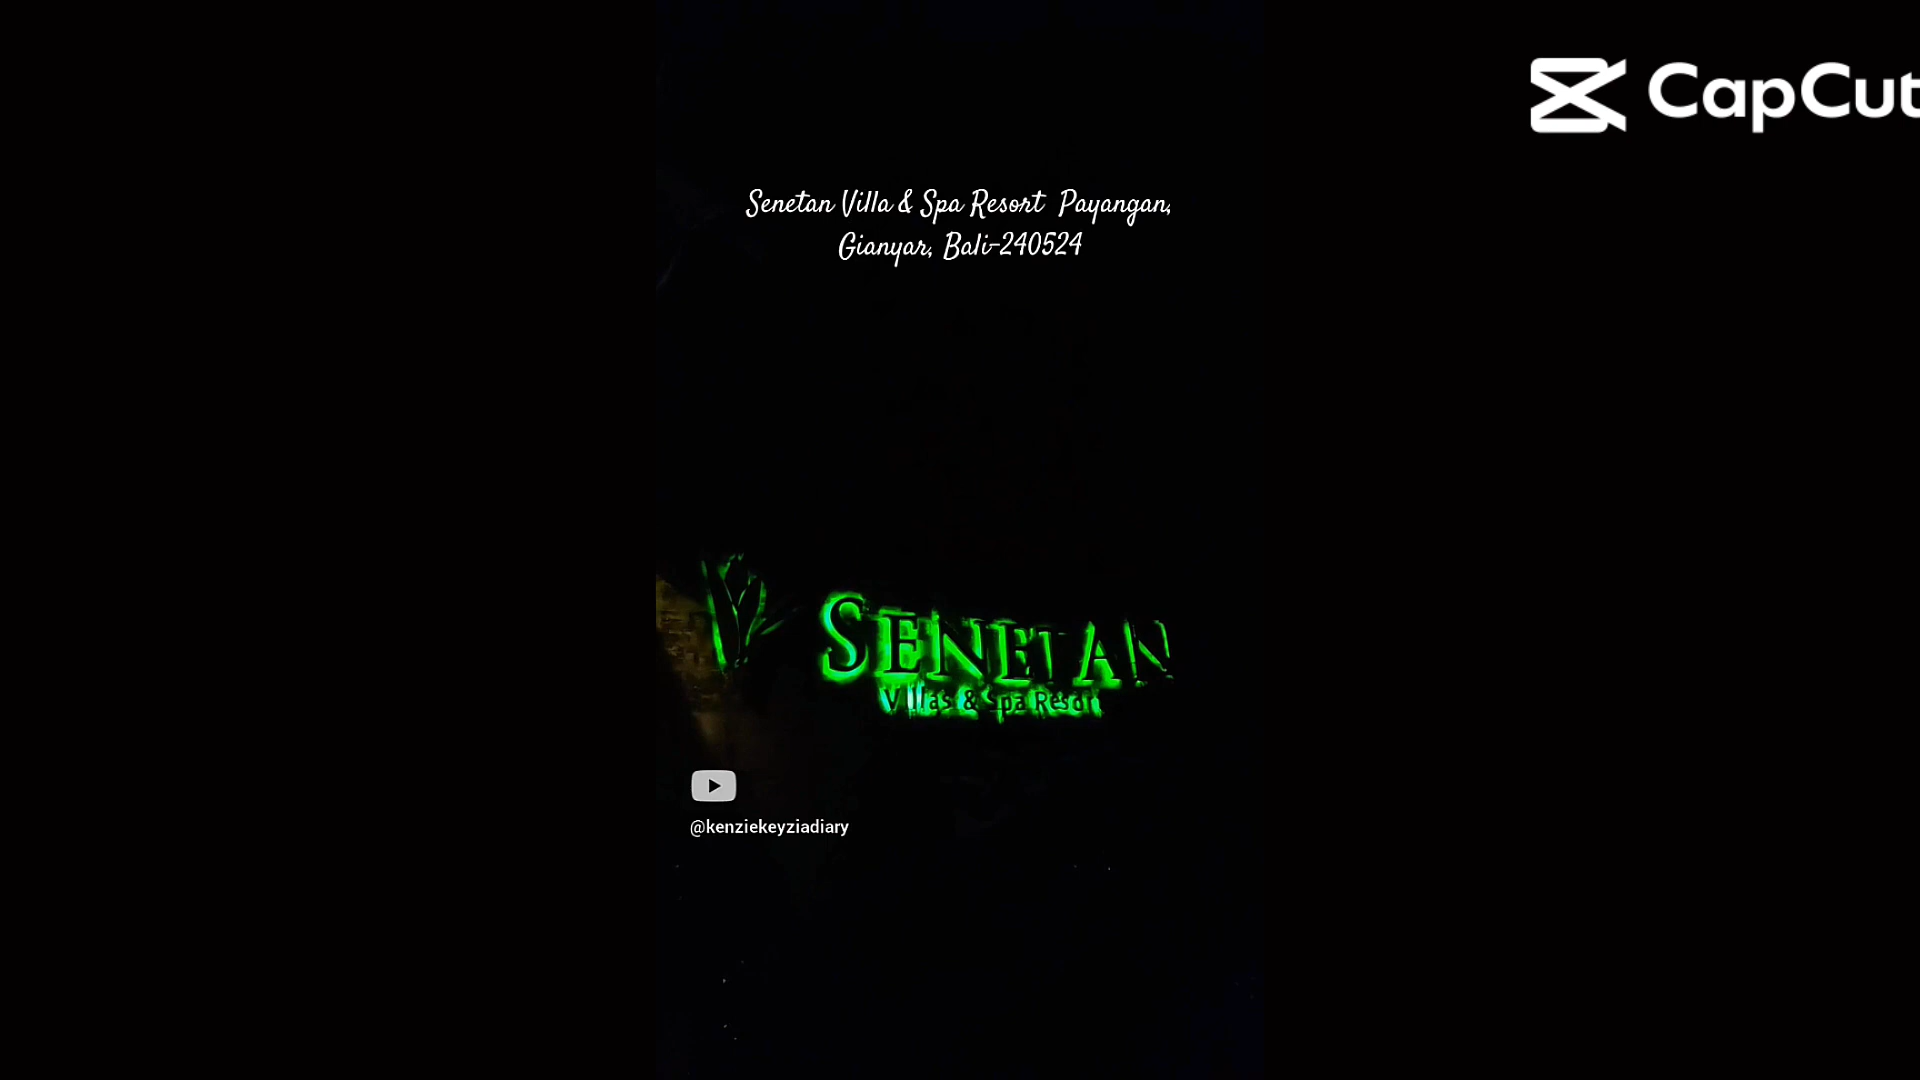 CapCut
Senetan Villa & Spa Resort Payangan,
Gianyar, Bali-240524
SENETAN
Villas & Spa Resort
@kenziekeyziadiary